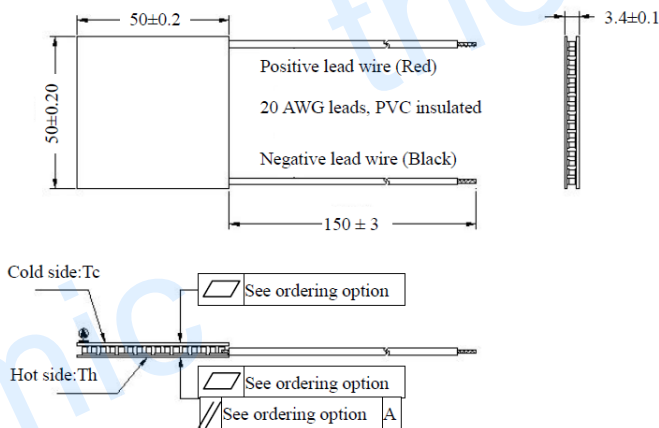 50±0.2
3.4±0.1
50±0.20
Positive lead wire (Red)
20 AWG leads, PVC insulated
Negative lead wire (Black)
150 ± 3
Cold side:Tc
See ordering option
Hot side:Th
See ordering option
See ordering option A